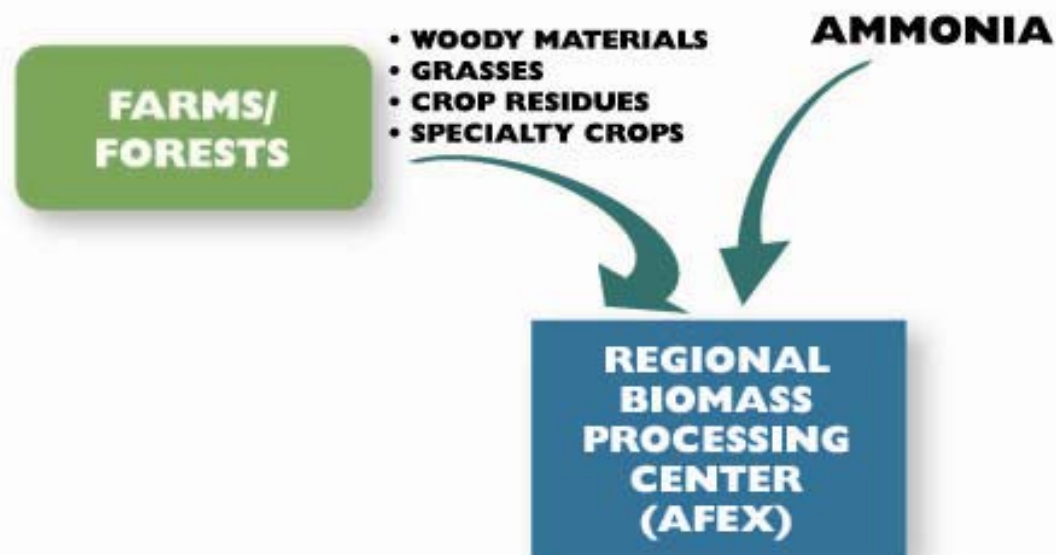 FARMS/
FORESTS
• WOODY MATERIALS
• GRASSES
• CROP RESIDUES
• SPECIALTY CROPS
AMMONIA
REGIONAL
BIOMASS
PROCESSING
CENTER
(AFEX)